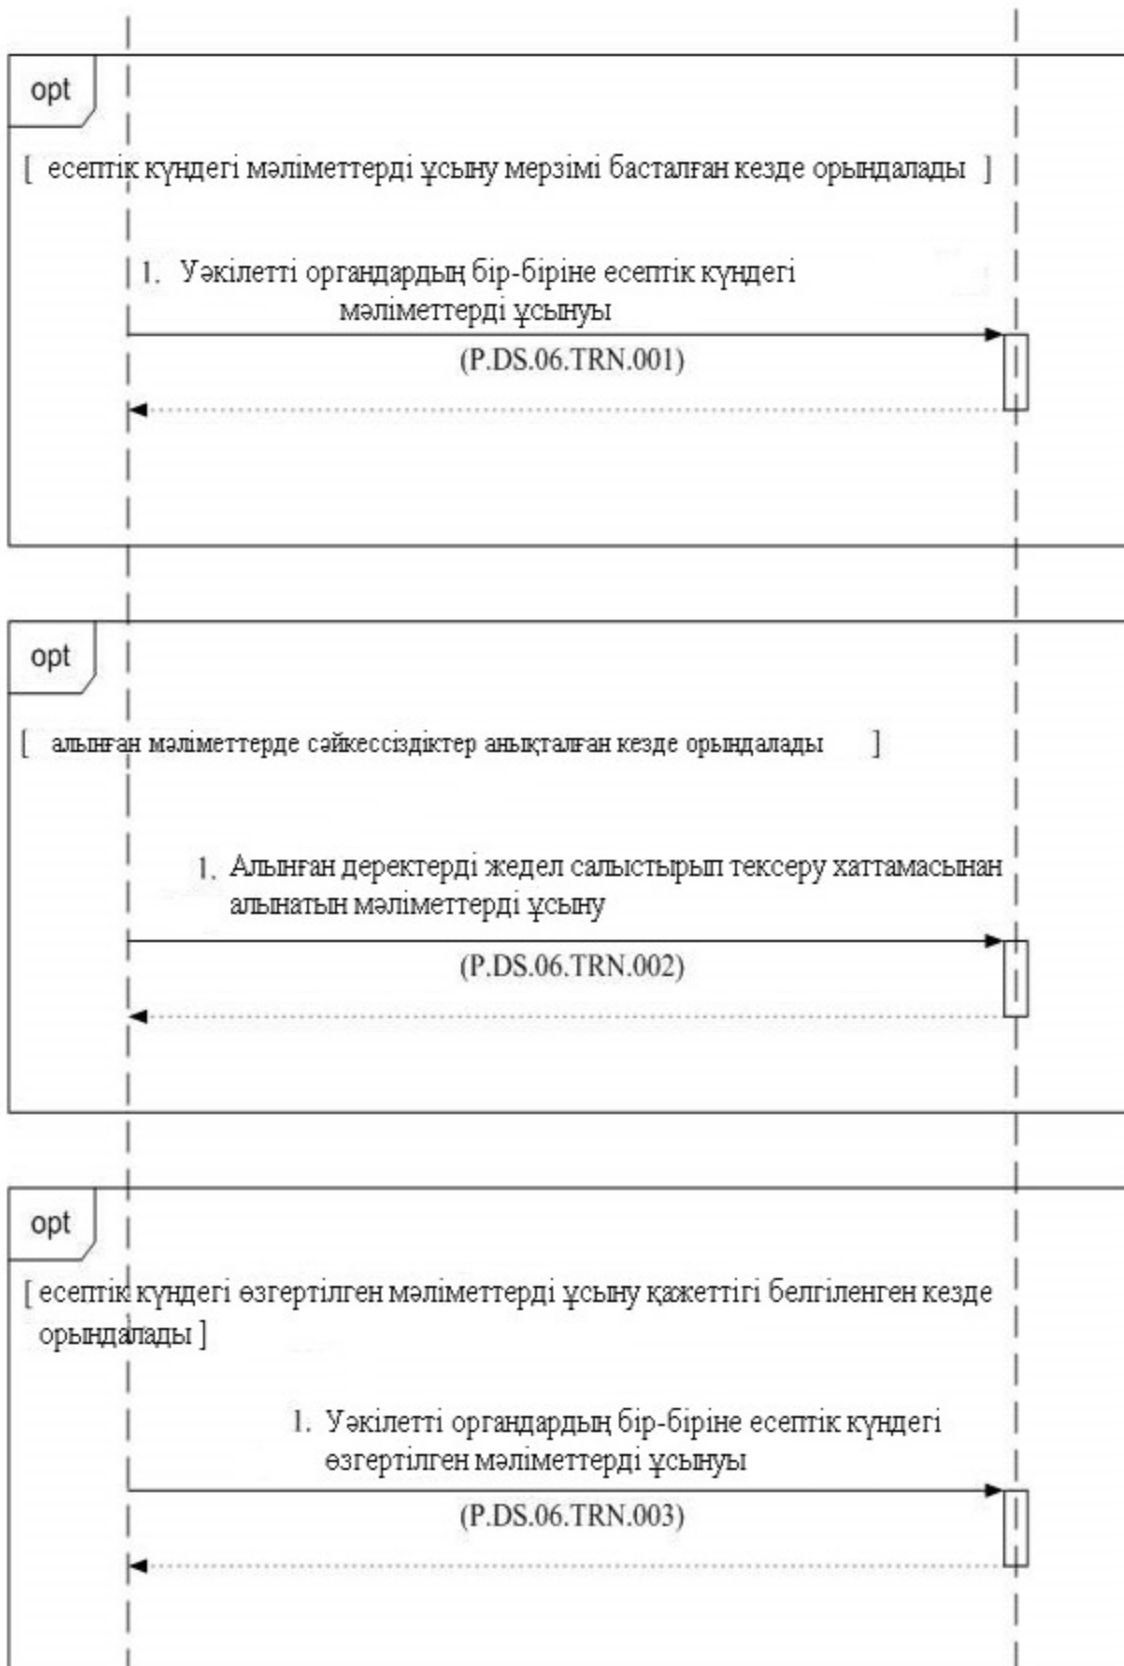 opt
[ есептік күндегі мәліметтерді ұсыну мерзімі басталған кезде орындалады ]
1. Уәкілетті органдардың бір-біріне есептік күндегі
мәліметтерді ұсынуы
(P.DS.06.TRN.001)
opt
[ алынған мәліметтерде сәйкессіздіктер анықталған кезде орындалады ]
1. Алынған деректерді жедел салыстырып тексеру хаттамасынан
алынатын мәліметтерді ұсыну
(P.DS.06.TRN.002)
opt
[ есептік күндегі өзгертілген мәліметтерді ұсыну қажеттігі белгіленген кезде
орындалады ]
1. Уәкілетті органдардың бір-біріне есептік күндегі
өзгертілген мәліметтерді ұсынуы
(P.DS.06.TRN.003)